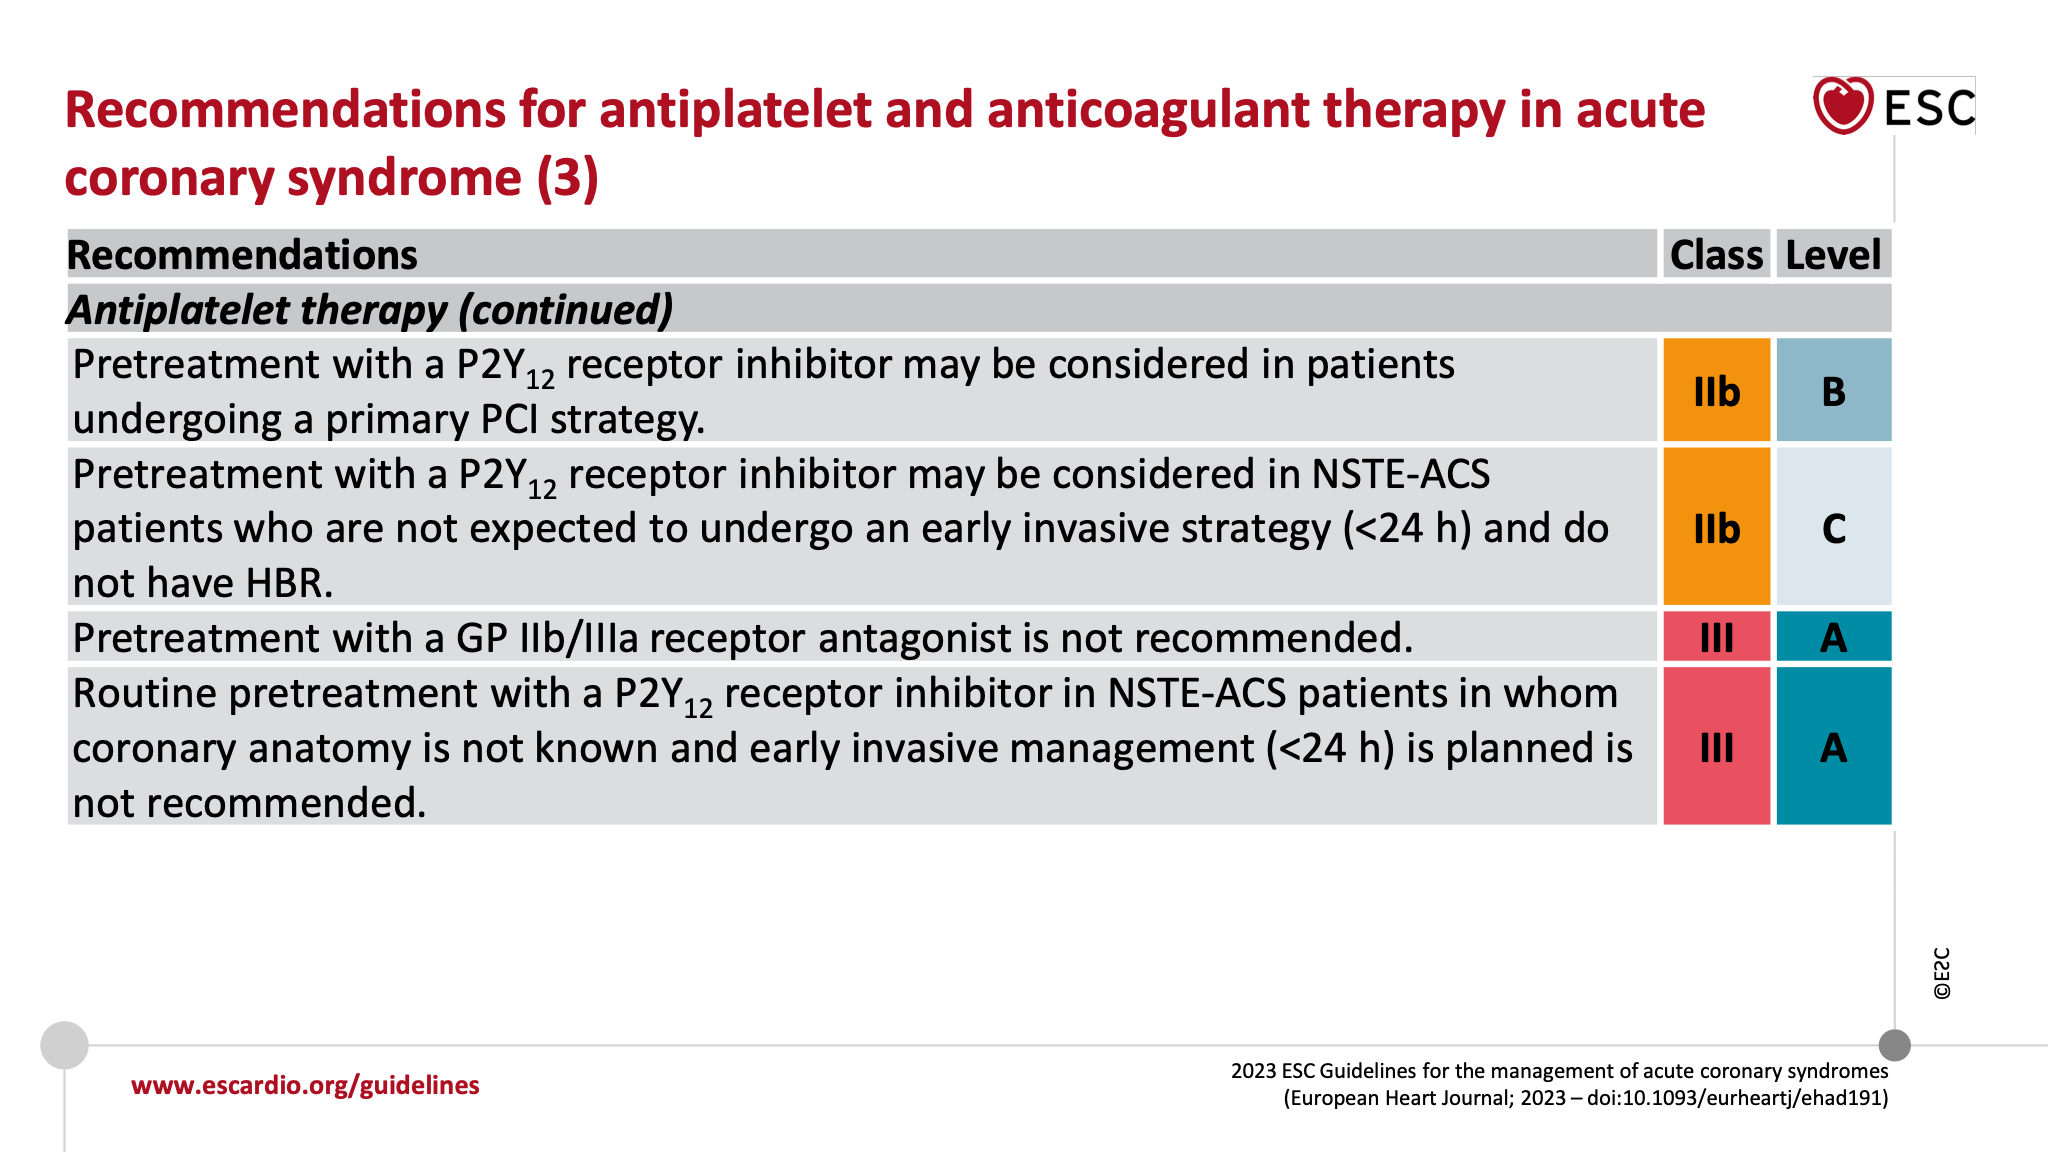 Recommendations for antiplatelet and anticoagulant therapy in acute
coronary syndrome (3)
ESC
Recommendations Class Level
Antiplatelet therapy (continued)
Pretreatment with a P2Y12 receptor inhibitor may be considered in patients
undergoing a primary PCI strategy.
IIb B
Pretreatment with a P2Y12 receptor inhibitor may be considered in NSTE-ACS
patients who are not expected to undergo an early invasive strategy (<24 h) and do
not have HBR.
IIb C
Pretreatment with a GP IIb/IIIa receptor antagonist is not recommended. III A
Routine pretreatment with a P2Y12 receptor inhibitor in NSTE-ACS patients in whom
coronary anatomy is not known and early invasive management (<24 h) is planned is
not recommended.
III A
©ESC
www.escardio.org/guidelines
2023 ESC Guidelines for the management of acute coronary syndromes
(European Heart Journal; 2023 – doi:10.1093/eurheartj/ehad191)